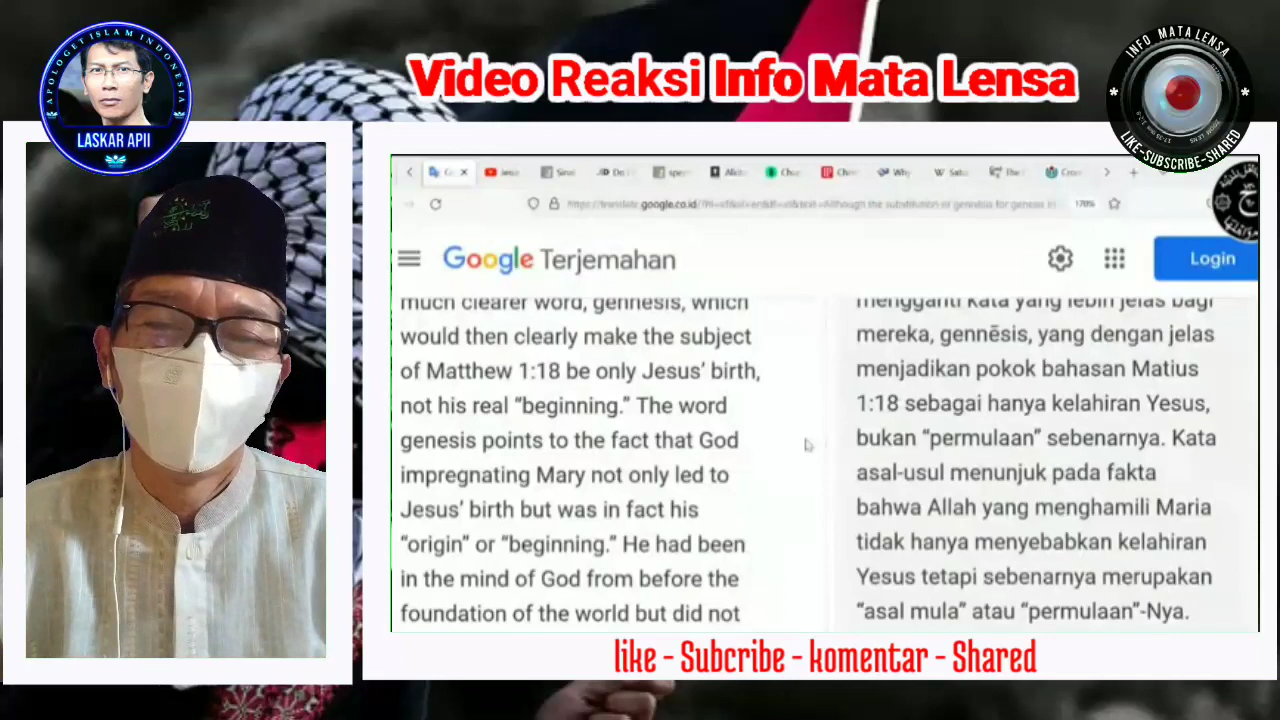 APOLOGET ISLAM INDONESIA
LASKAR APII
Video Reaksi Info Mata Lensa
INFO MATA LENSA
LIKE-SUBSCRIBE-SHARED
170%
Google Terjemahan
Login
much clearer word, gennesis, which
would then clearly make the subject
of Matthew 1:18 be only Jesus’ birth,
not his real “beginning.” The word
genesis points to the fact that God
impregnating Mary not only led to
Jesus’ birth but was in fact his
“origin” or “beginning.” He had been
in the mind of God from before the
foundation of the world but did not
mengganti kata yang lebih jelas bagi
mereka, gennēsis, yang dengan jelas
menjadikan pokok bahasan Matius
1:18 sebagai hanya kelahiran Yesus,
bukan “permulaan” sebenarnya. Kata
asal-usul menunjuk pada fakta
bahwa Allah yang menghamili Maria
tidak hanya menyebabkan kelahiran
Yesus tetapi sebenarnya merupakan
“asal mula” atau “permulaan”-Nya.
like - Subcribe - komentar - Shared